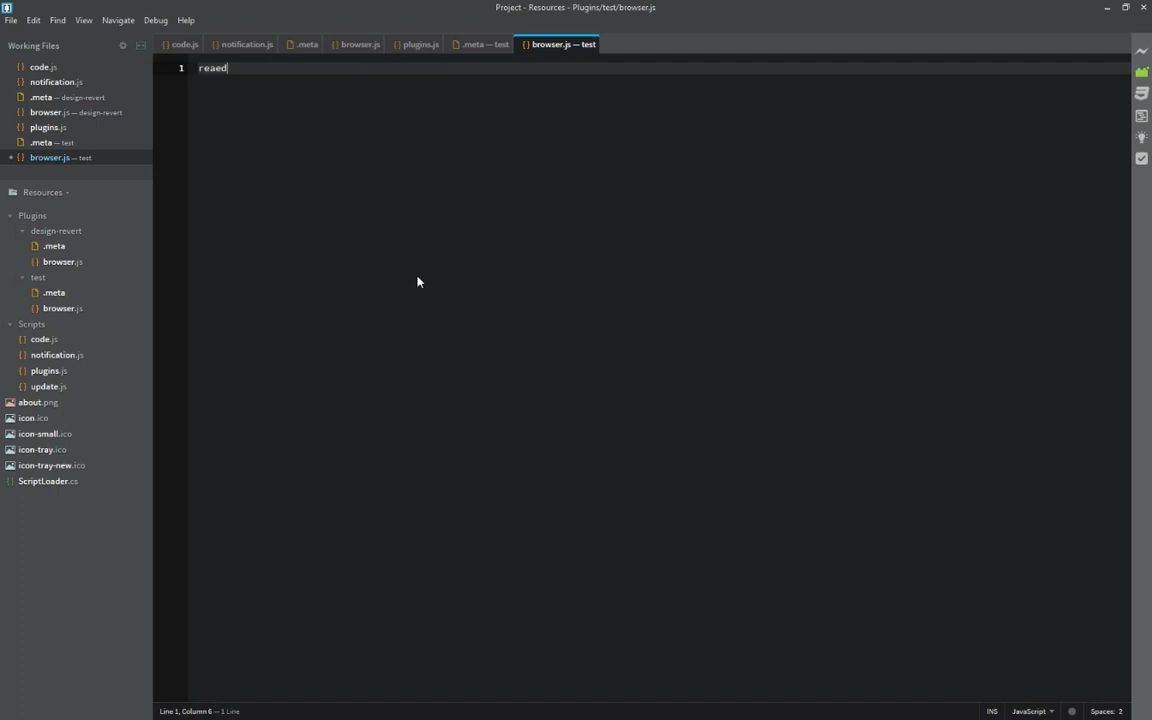 Project - Resources - Plugins/test/browser.js
File Edit Find View Navigate Debug Help
Working Files
code.js
notification.js
.meta — design-revert
browser.js — design-revert
plugins.js
.meta — test
browser.js — test
Resources
Plugins
design-revert
.meta
browser.js
test
.meta
browser.js
Scripts
code.js
notification.js
plugins.js
update.js
about.png
icon.ico
icon-small.ico
icon-tray.ico
icon-tray-new.ico
ScriptLoader.cs
code.js notification.js .meta browser.js plugins.js .meta — test browser.js — test
1 reaed
Line 1, Column 6 — 1 Line
INS JavaScript Spaces: 2